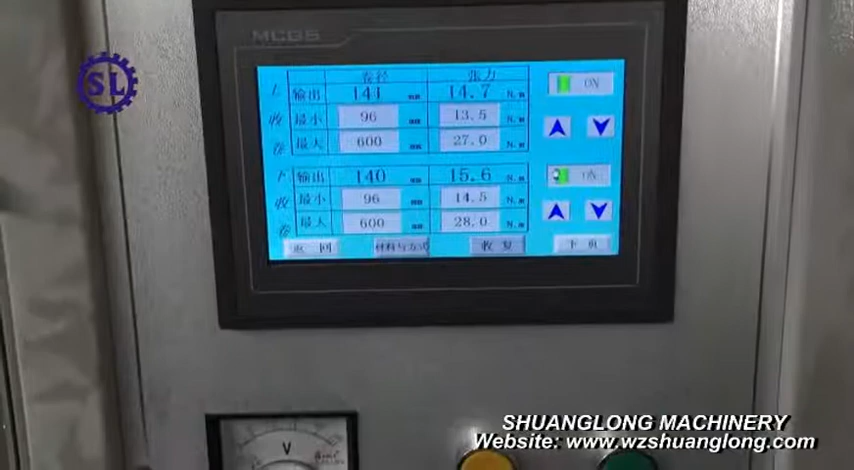 MCGS
SL
卷径 张力
上 输出 144 mm 14.7 N.m ON
收 最小 96 13.5 N.m
卷 最大 600 mm 27.0 N.m
下 输出 140 mm 15.6 N.m ON
收 最小 96 mm 14.5 N.m
卷 最大 600 mm 28.0 N.m
返 回 材料与方式 收 复 下 页
V
SHUANGLONG MACHINERY
Website: www.wzshuanglong.com